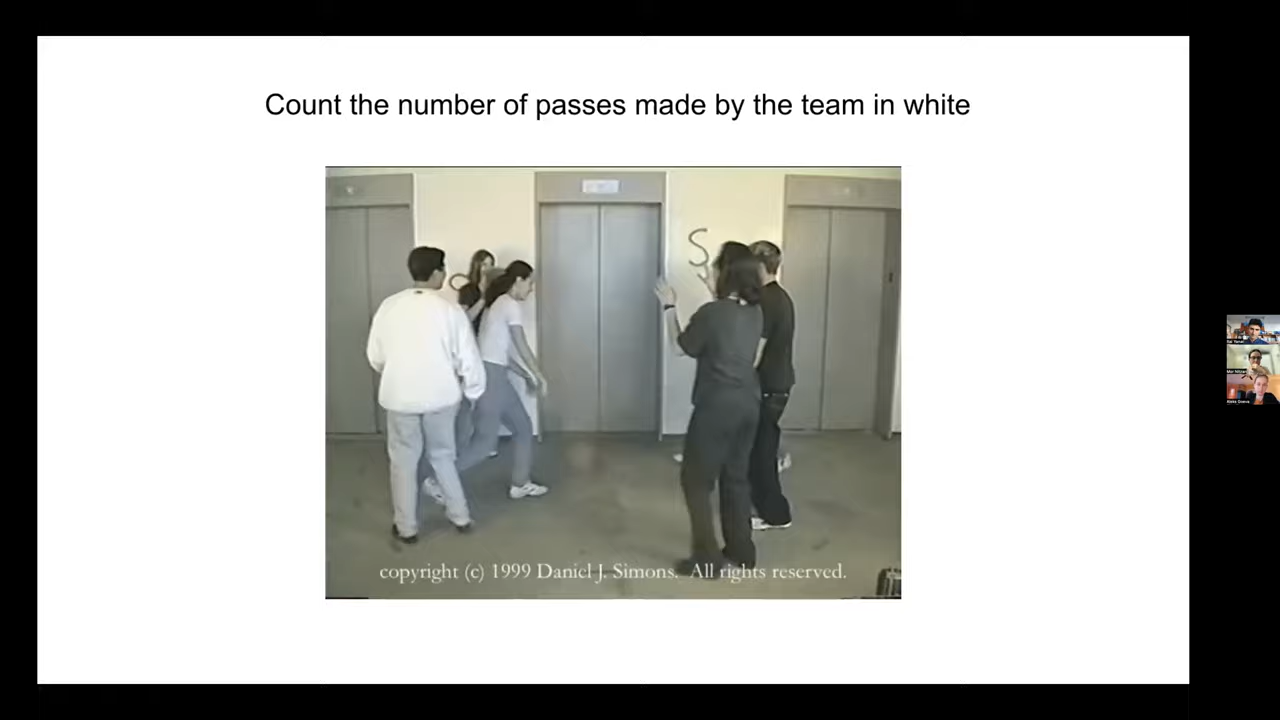 Count the number of passes made by the team in white
S
copyright (c) 1999 Daniel J. Simons. All rights reserved.